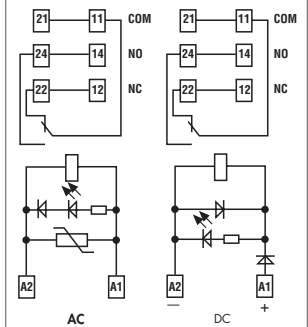 21 11 COM 21 11 COM
24 14 NO 24 14 NO
22 12 NC 22 12 NC
A2 A1 A2 A1
— +
AC DC